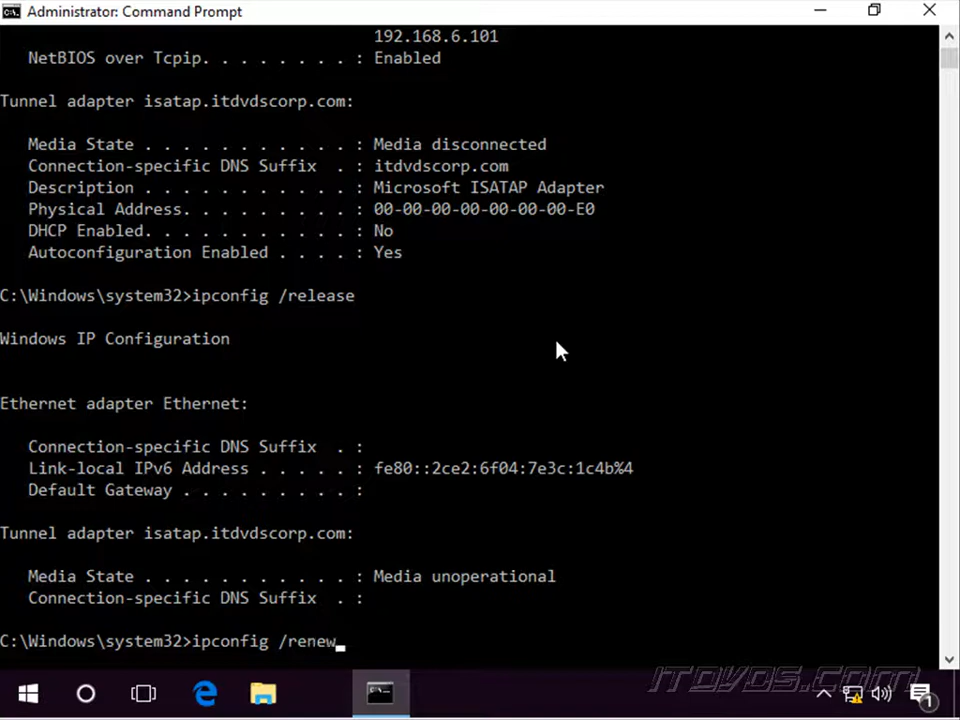 Administrator: Command Prompt
192.168.6.101
NetBIOS over Tcpip. . . . . . . . : Enabled
Tunnel adapter isatap.itdvdscorp.com:
Media State . . . . . . . . . . . : Media disconnected
Connection-specific DNS Suffix  . : itdvdscorp.com
Description . . . . . . . . . . . : Microsoft ISATAP Adapter
Physical Address. . . . . . . . . : 00-00-00-00-00-00-00-E0
DHCP Enabled. . . . . . . . . . . : No
Autoconfiguration Enabled . . . . : Yes
C:\Windows\system32>ipconfig /release
Windows IP Configuration
Ethernet adapter Ethernet:
Connection-specific DNS Suffix  . :
Link-local IPv6 Address . . . . . : fe80::2ce2:6f04:7e3c:1c4b%4
Default Gateway . . . . . . . . . :
Tunnel adapter isatap.itdvdscorp.com:
Media State . . . . . . . . . . . : Media unoperational
Connection-specific DNS Suffix  . :
C:\Windows\system32>ipconfig /renew
ITDVDS.COM
1